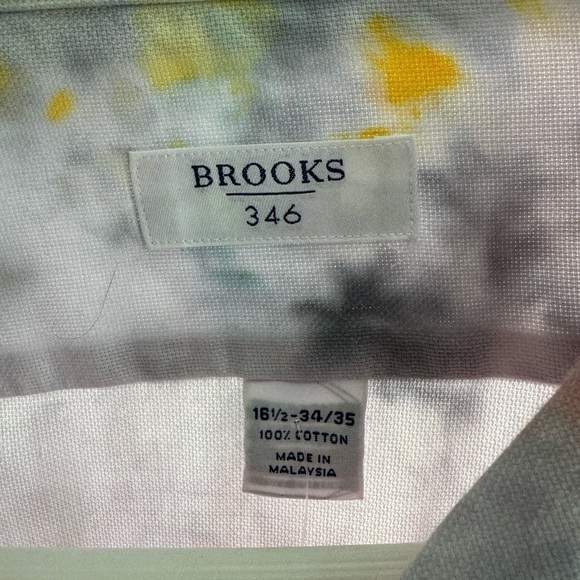 BROOKS
346
16½-34/35
100% COTTON
MADE IN
MALAYSIA